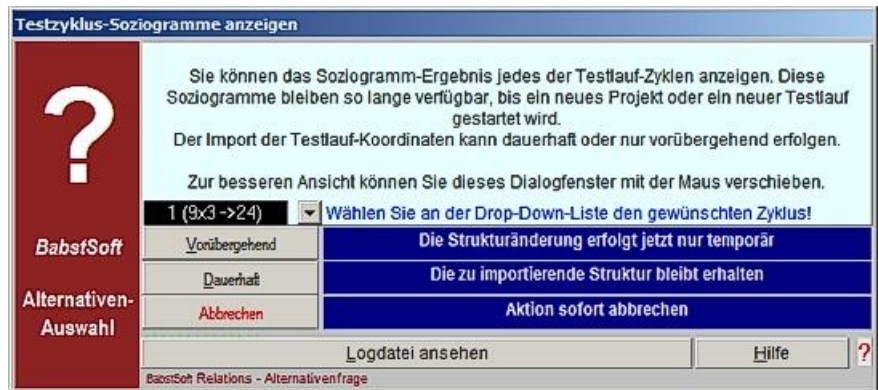 Testzyklus-Soziogramme anzeigen
?
Sie können das Soziogramm-Ergebnis jedes der Testlauf-Zyklen anzeigen. Diese
Soziogramme bleiben so lange verfügbar, bis ein neues Projekt oder ein neuer Testlauf
gestartet wird.
Der Import der Testlauf-Koordinaten kann dauerhaft oder nur vorübergehend erfolgen.
Zur besseren Ansicht können Sie dieses Dialogfenster mit der Maus verschieben.
1 (9x3->24) Wählen Sie an der Drop-Down-Liste den gewünschten Zyklus!
BabstSoft
Alternativen-
Auswahl
Vorübergehend Die Strukturänderung erfolgt jetzt nur temporär
Dauerhaft Die zu importierende Struktur bleibt erhalten
Abbrechen Aktion sofort abbrechen
Logdatei ansehen Hilfe ?
BabstSoft Relations - Alternativenfrage